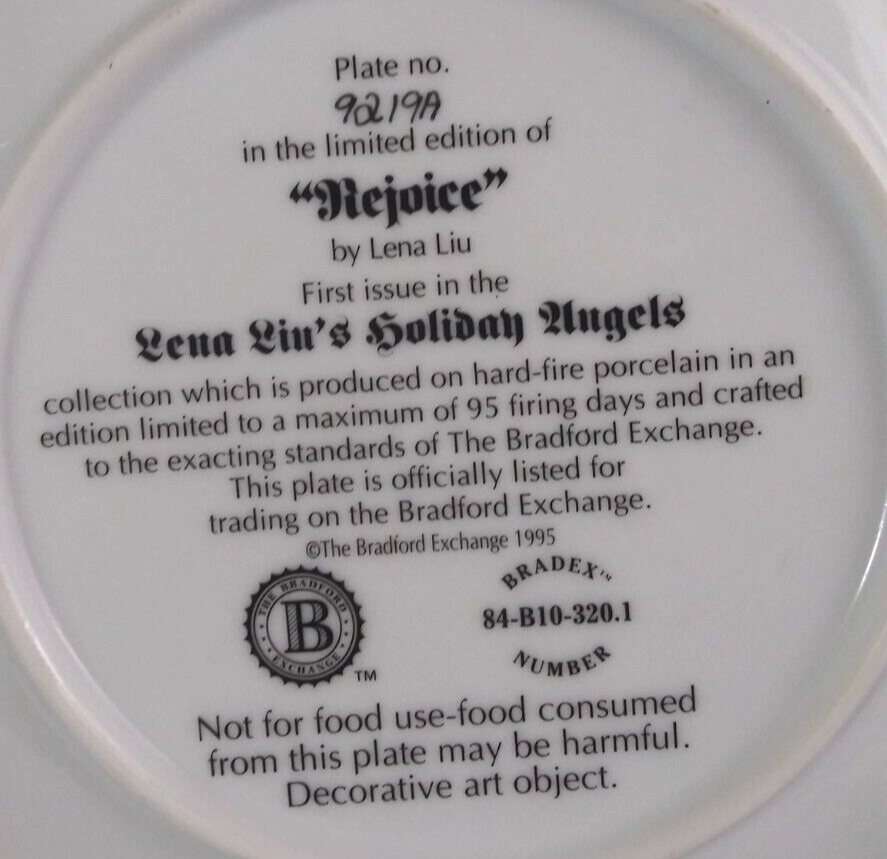 Plate no.
9219A
in the limited edition of
"Rejoice"
by Lena Liu
First issue in the
Lena Liu's Holiday Angels
collection which is produced on hard-fire porcelain in an
edition limited to a maximum of 95 firing days and crafted
to the exacting standards of The Bradford Exchange.
This plate is officially listed for
trading on the Bradford Exchange.
©The Bradford Exchange 1995
THE BRADFORD
B
EXCHANGE
TM
BRADEX™
84-B10-320.1
NUMBER
Not for food use-food consumed
from this plate may be harmful.
Decorative art object.